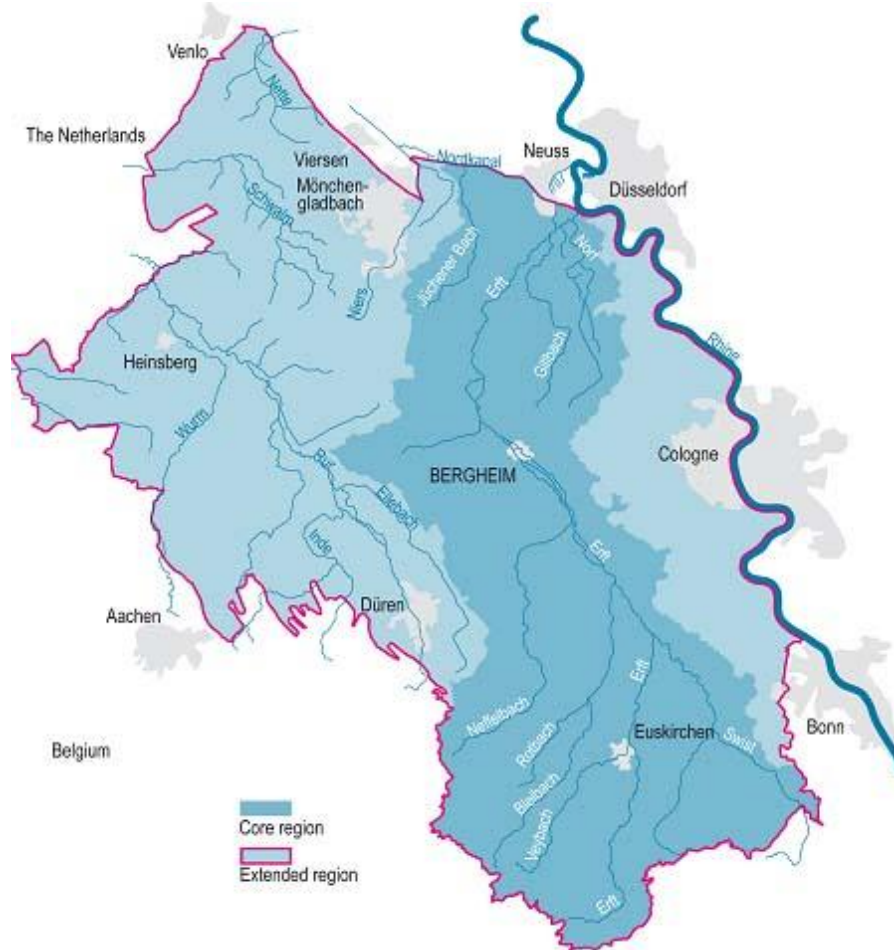 Venlo
Nette
The Netherlands
Viersen
Nordkanal
Neuss
Mönchen-
gladbach
Düsseldorf
Schwalm
Jüchener Bach
Erft
Norf
Niers
Gillbach
Rhine
Heinsberg
Wurm
Cologne
BERGHEIM
Rur
Ellebach
Inde
Erft
Düren
Aachen
Erft
Neffelbach
Rotbach
Euskirchen
Swist
Bonn
Belgium
Bleibach
Veybach
Core region
Extended region
Erft